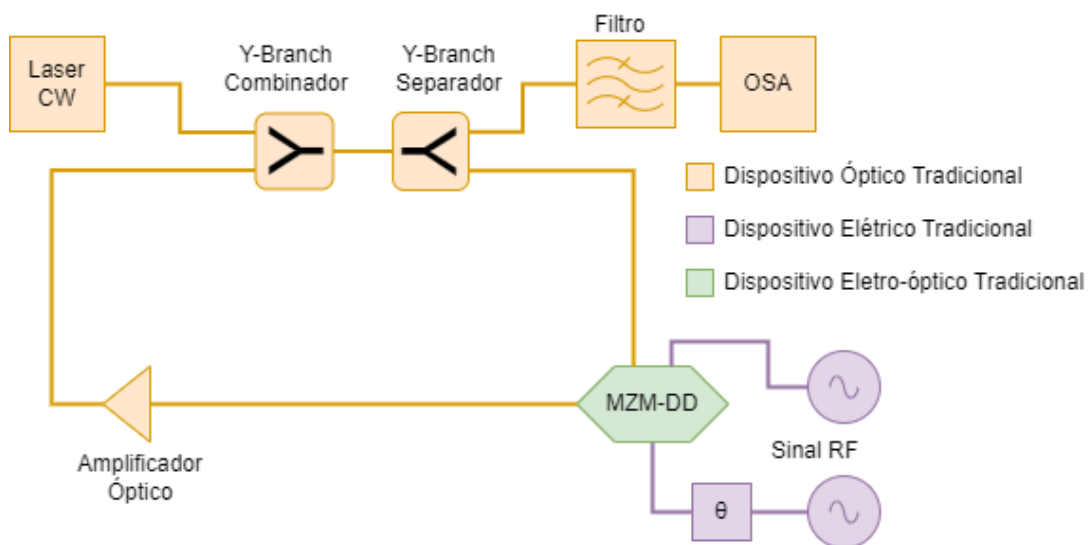 Filtro
Laser
CW
Y-Branch
Combinador
Y-Branch
Separador
OSA
Dispositivo Óptico Tradicional
Dispositivo Elétrico Tradicional
Dispositivo Eletro-óptico Tradicional
MZM-DD
Amplificador
Óptico
Sinal RF
θ